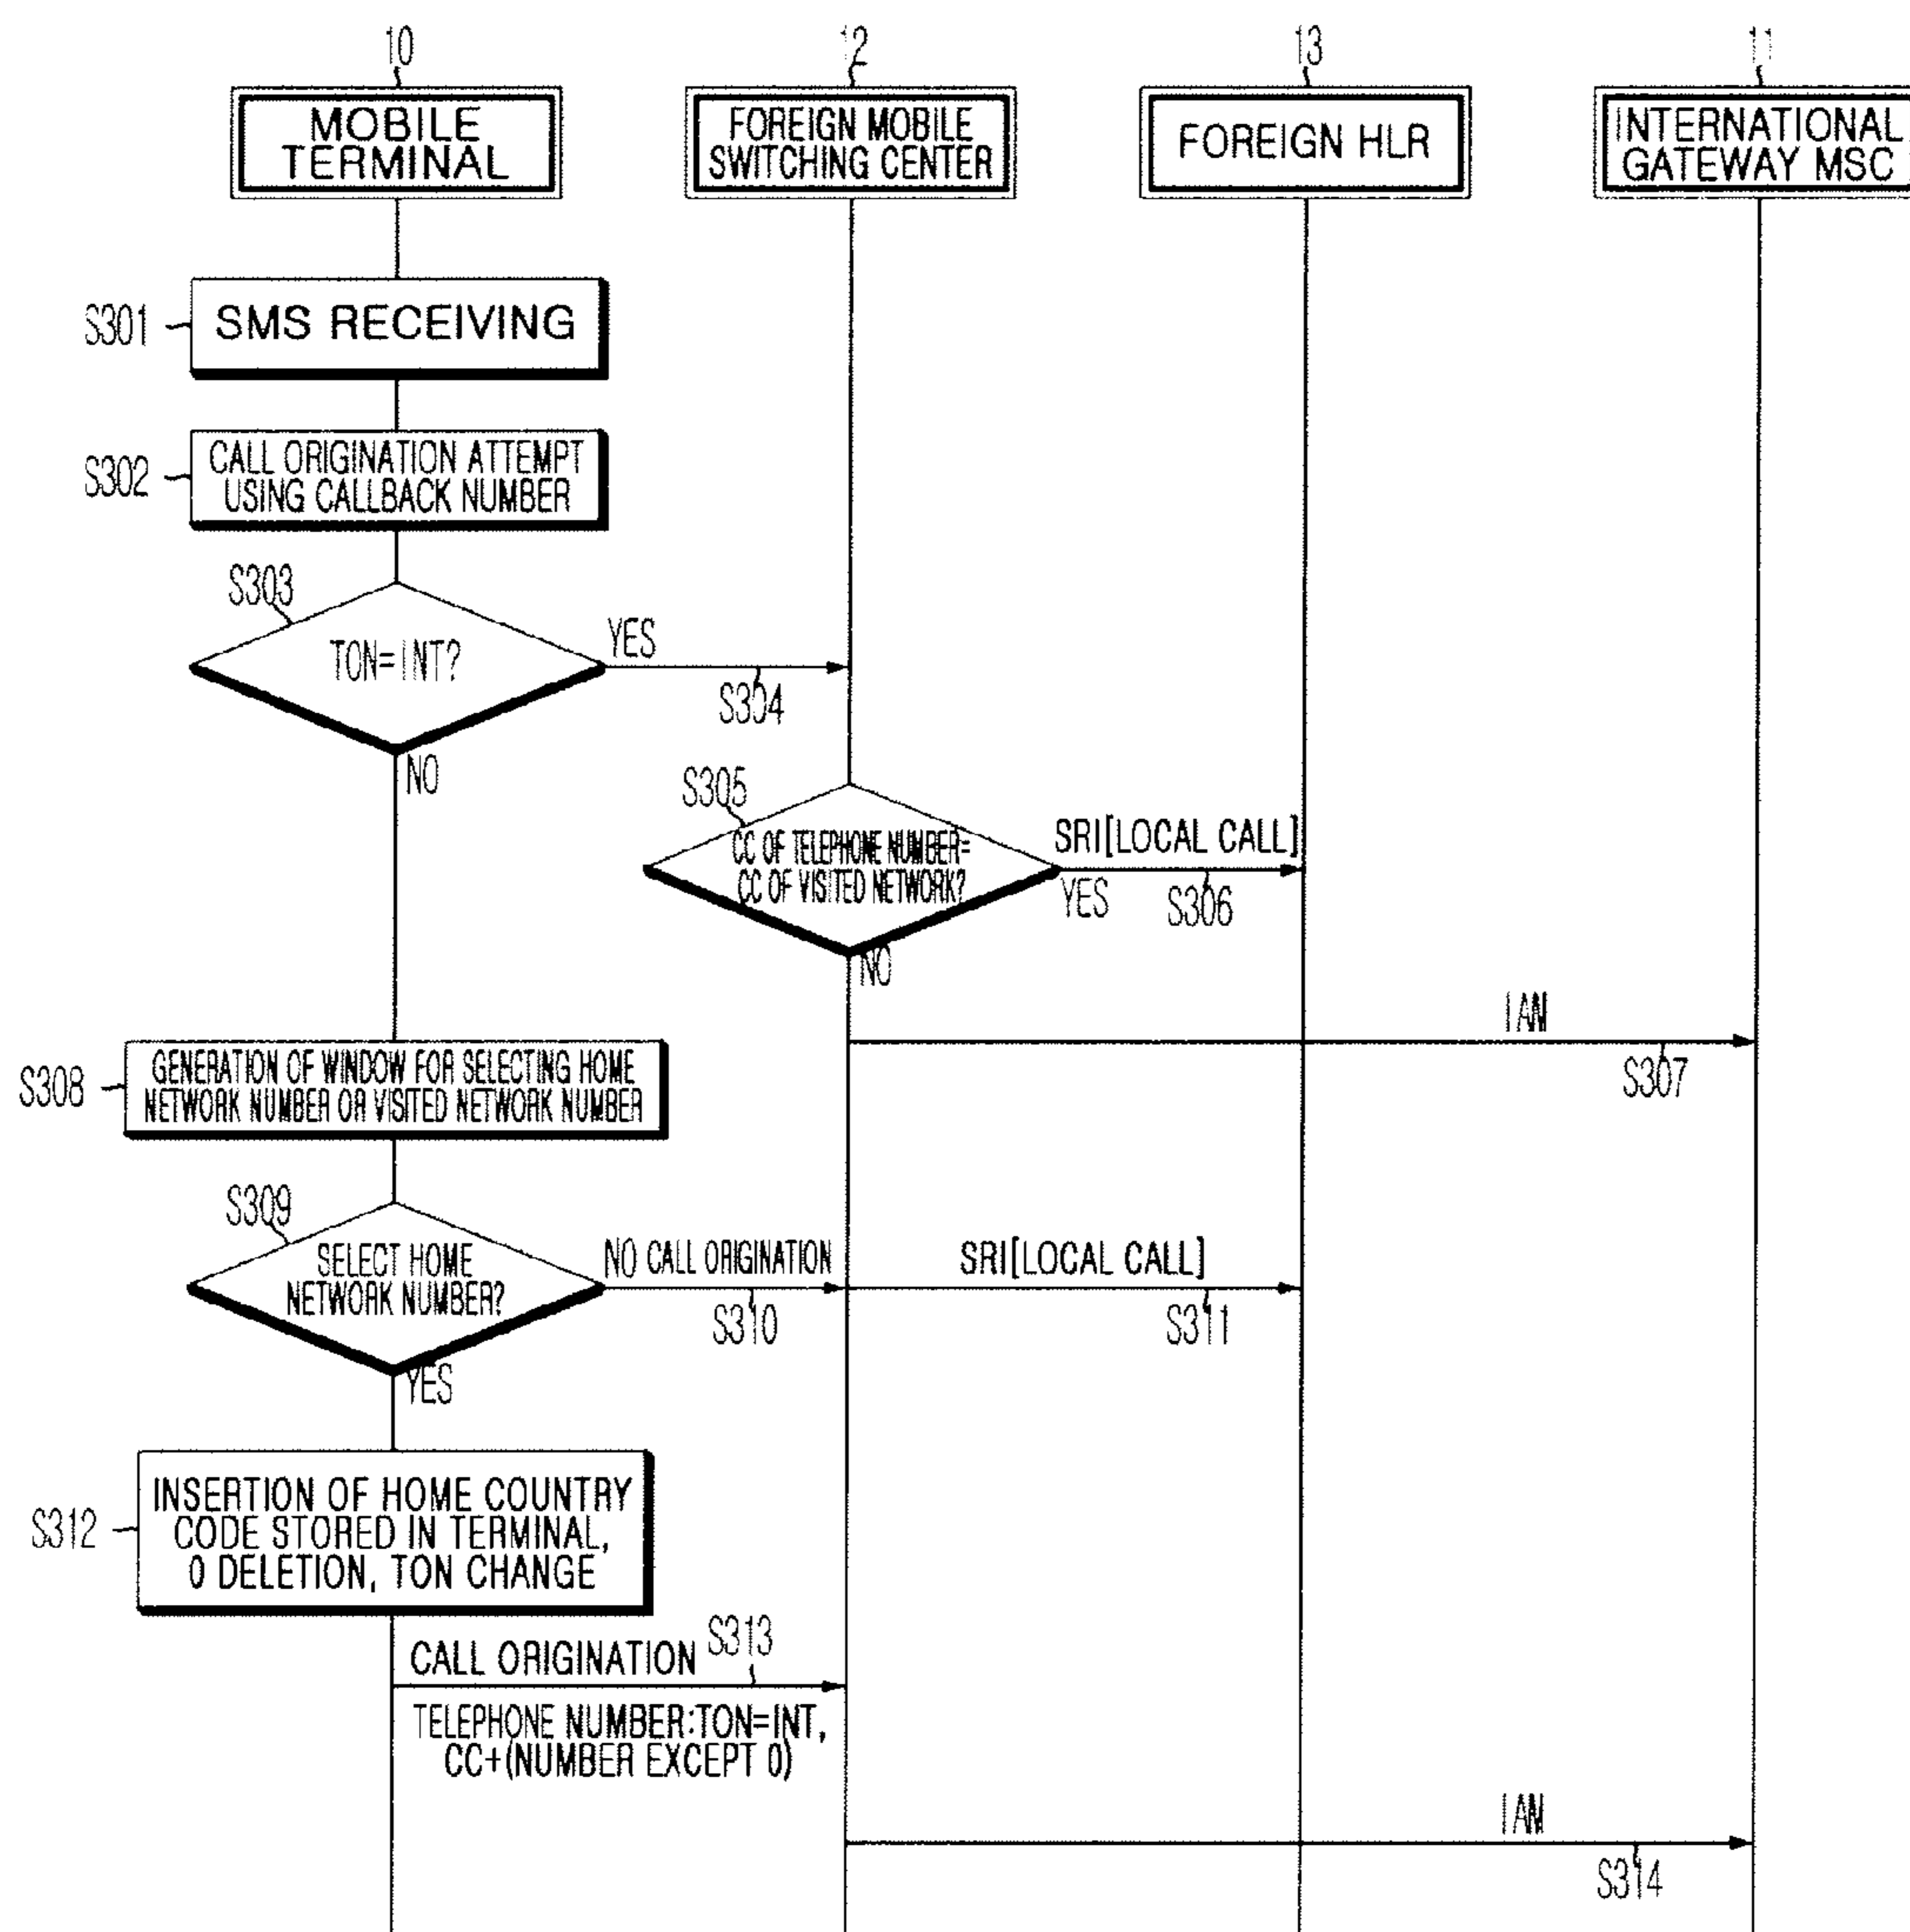 10
12
13
11
MOBILE
TERMINAL
FOREIGN MOBILE
SWITCHING CENTER
FOREIGN HLR
INTERNATIONAL
GATEWAY MSC
S301
SMS RECEIVING
S302
CALL ORIGINATION ATTEMPT
USING CALLBACK NUMBER
S303
TON=INT?
YES
S304
NO
S305
CC OF TELEPHONE NUMBER=
CC OF VISITED NETWORK?
SRI[LOCAL CALL]
YES
S306
NO
IAM
S307
S308
GENERATION OF WINDOW FOR SELECTING HOME
NETWORK NUMBER OR VISITED NETWORK NUMBER
S309
SELECT HOME
NETWORK NUMBER?
NO CALL ORIGINATION
S310
SRI[LOCAL CALL]
S311
YES
S312
INSERTION OF HOME COUNTRY
CODE STORED IN TERMINAL,
0 DELETION, TON CHANGE
CALL ORIGINATION
S313
TELEPHONE NUMBER:TON=INT,
CC+(NUMBER EXCEPT 0)
IAM
S314